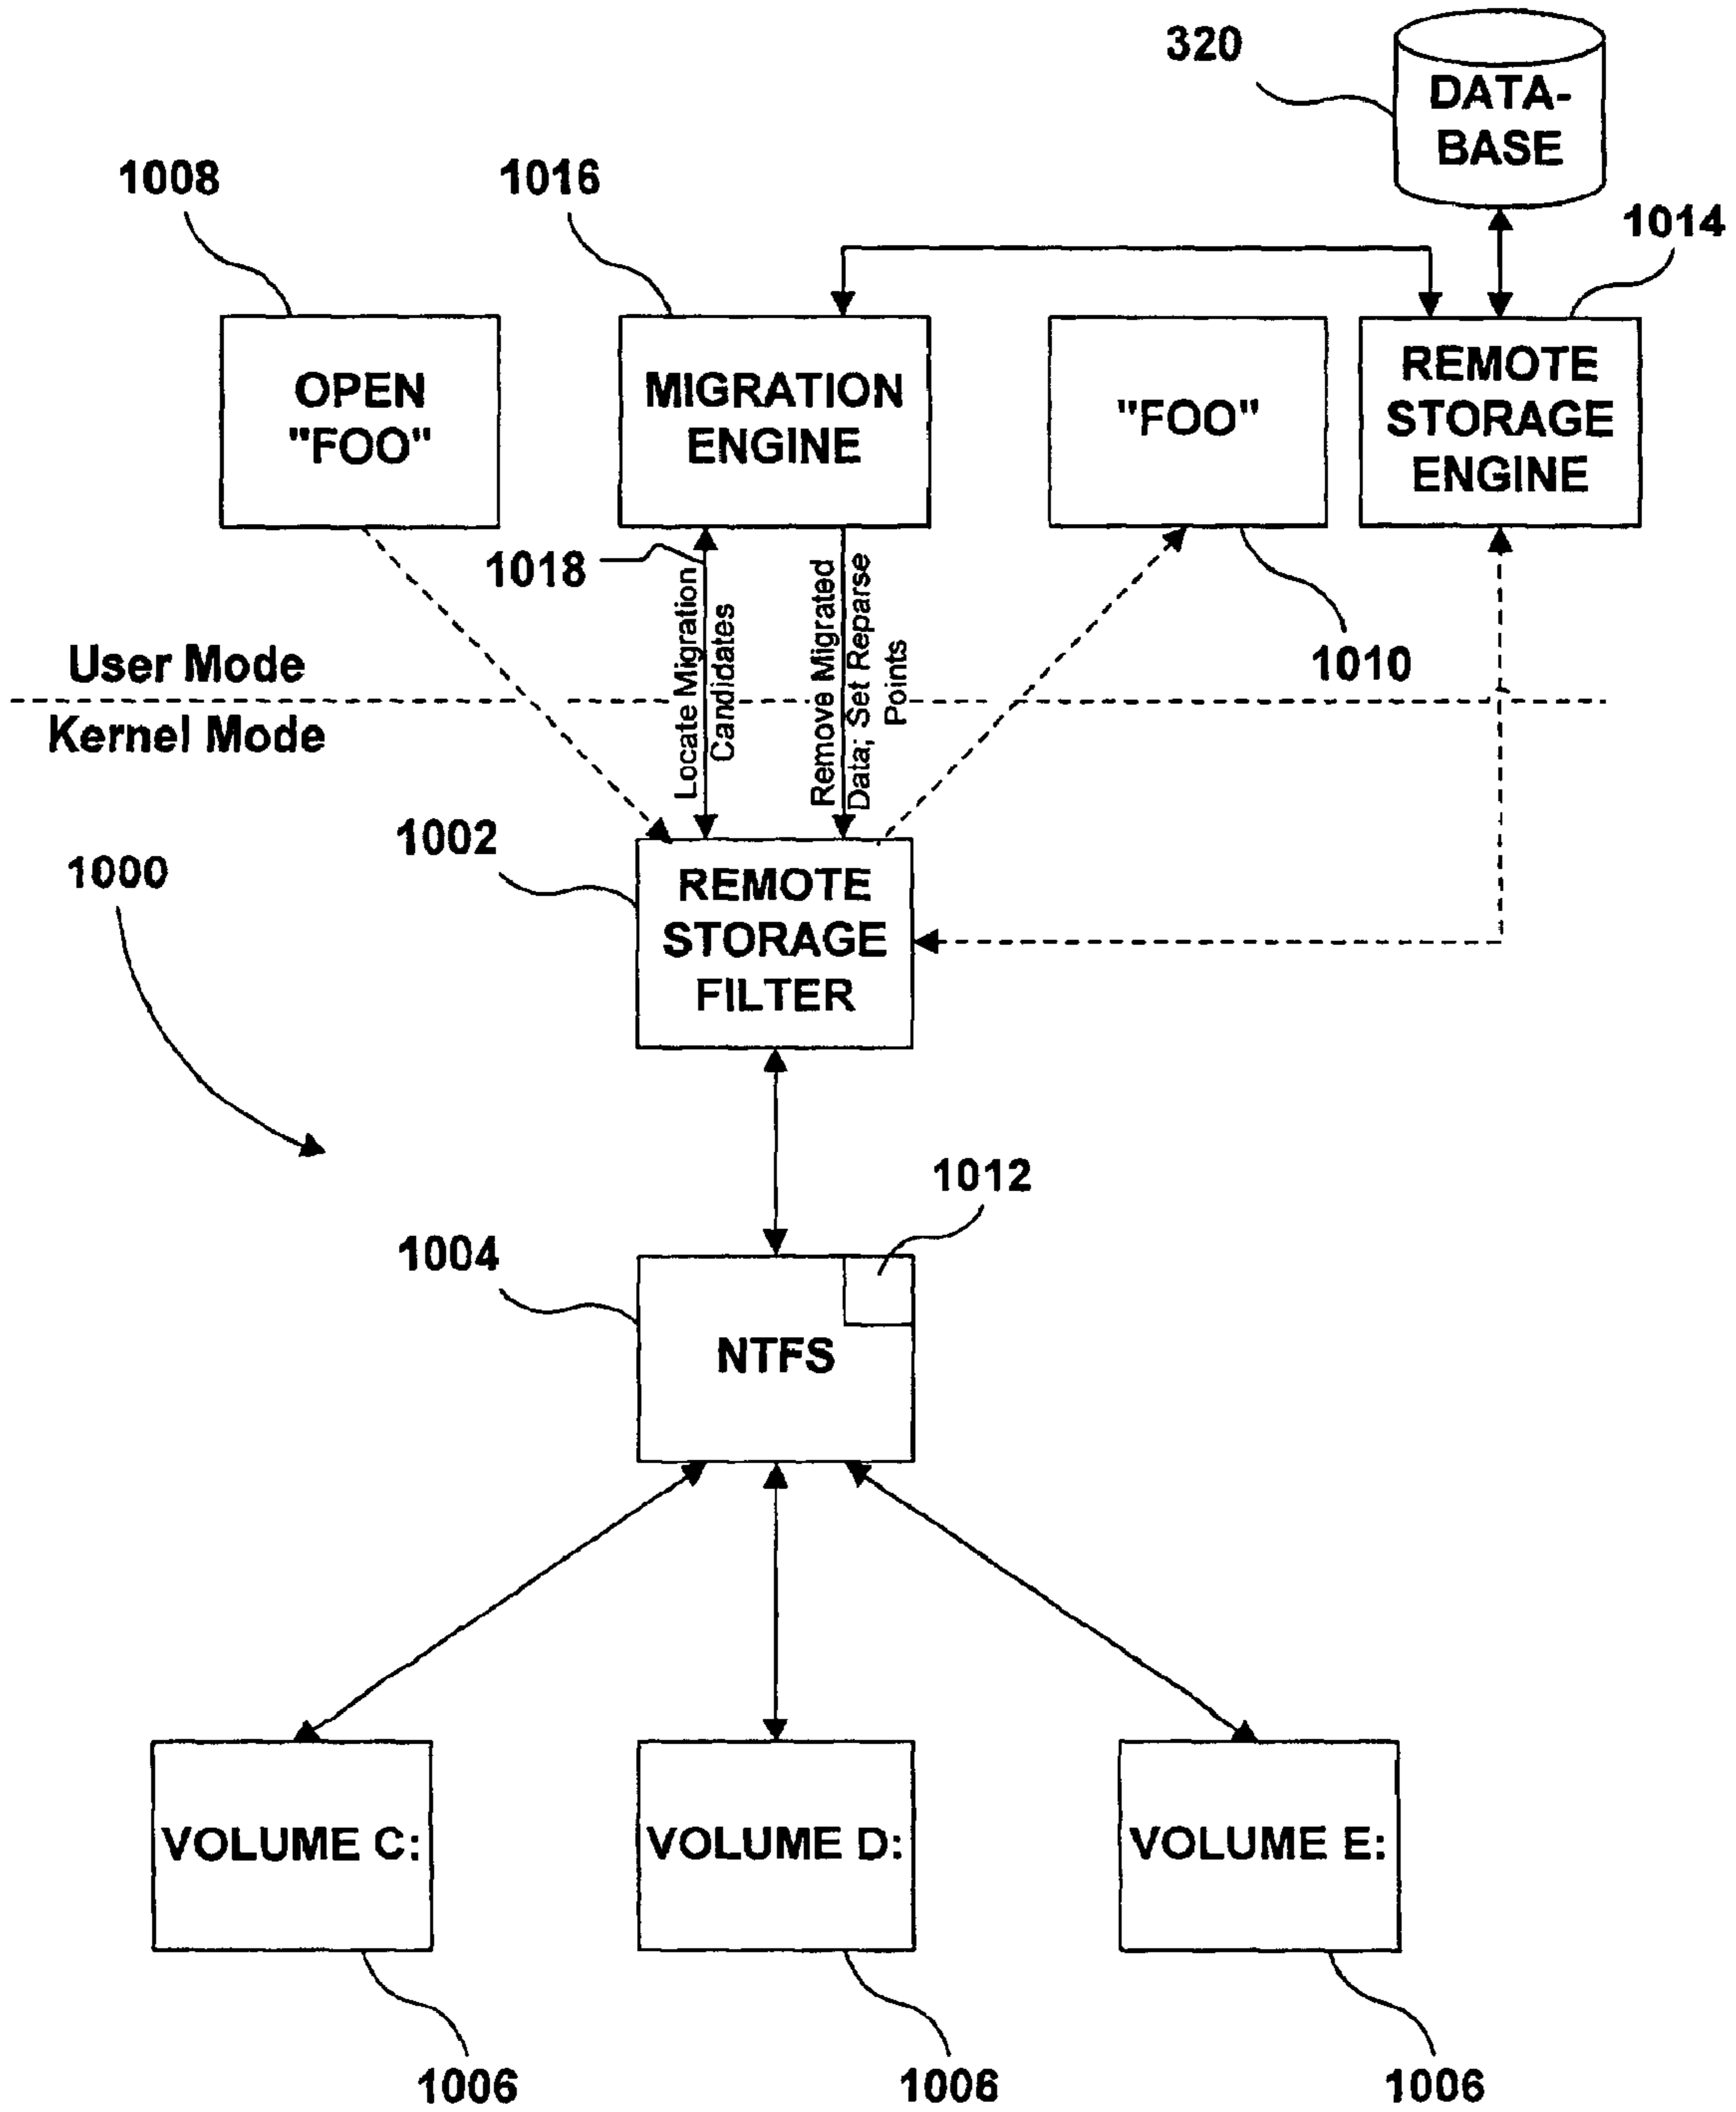 320
DATA-
BASE
1008
1016
1014
OPEN
"FOO"
MIGRATION
ENGINE
"FOO"
REMOTE
STORAGE
ENGINE
1018
Locate Migration
Candidates
Remove Migrated
Data; Set Reparse
Points
1010
User Mode
Kernel Mode
1002
1000
REMOTE
STORAGE
FILTER
1012
1004
NTFS
VOLUME C:
VOLUME D:
VOLUME E:
1006
1006
1006